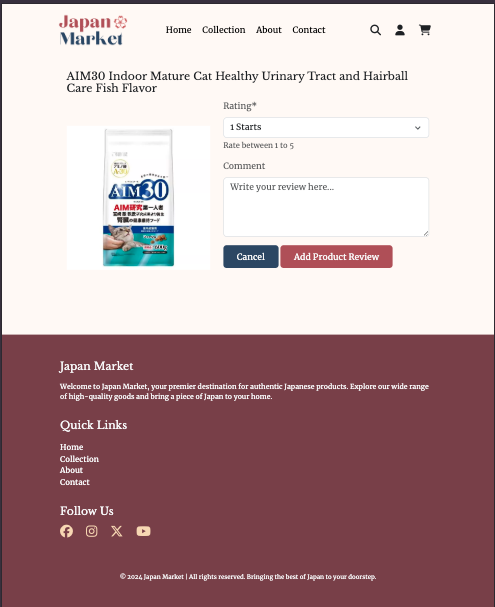 Japan
Market
Home
Collection
About
Contact
AIM30 Indoor Mature Cat Healthy Urinary Tract and Hairball
Care Fish Flavor
Rating*
1 Starts
Rate between 1 to 5
Comment
Write your review here...
Cancel
Add Product Review
AIM30
AIM研究第一人者
Japan Market
Welcome to Japan Market, your premier destination for authentic Japanese products. Explore our wide range
of high-quality goods and bring a piece of Japan to your home.
Quick Links
Home
Collection
About
Contact
Follow Us
© 2024 Japan Market | All rights reserved. Bringing the best of Japan to your doorstep.